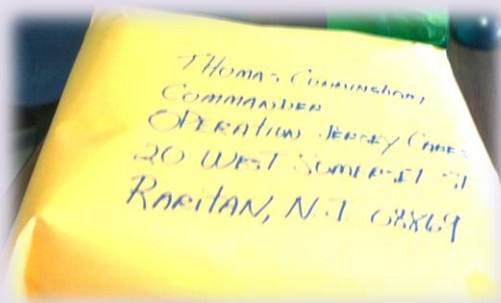 THOMAS CUNNINGHAM,
COMMANDER
OPERATION JERSEY CARES
20 WEST SOMERSET ST
RARITAN, N.J. 08869